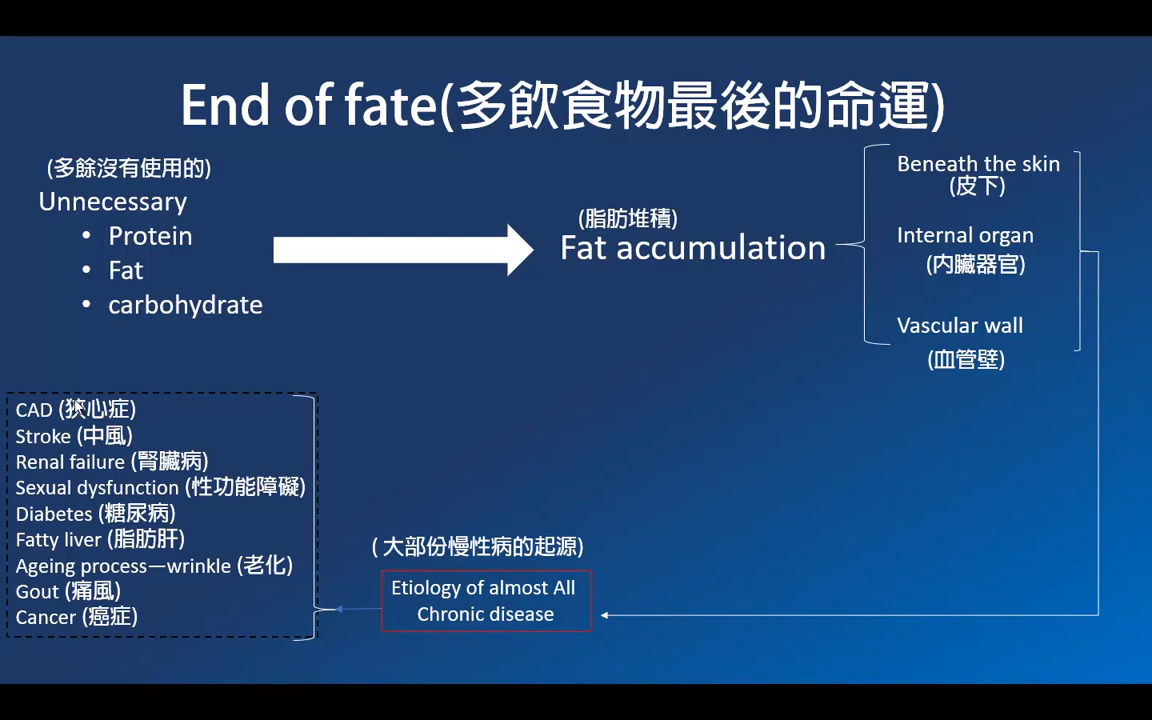 End of fate(多飲食物最後的命運)
(多餘沒有使用的)
Unnecessary
• Protein
• Fat
• carbohydrate
(脂肪堆積)
Fat accumulation
Beneath the skin
(皮下)
Internal organ
(内臟器官)
Vascular wall
(血管壁)
CAD (狹心症)
Stroke (中風)
Renal failure (腎臟病)
Sexual dysfunction (性功能障礙)
Diabetes (糖尿病)
Fatty liver (脂肪肝)
Ageing process—wrinkle (老化)
Gout (痛風)
Cancer (癌症)
( 大部份慢性病的起源)
Etiology of almost All
Chronic disease